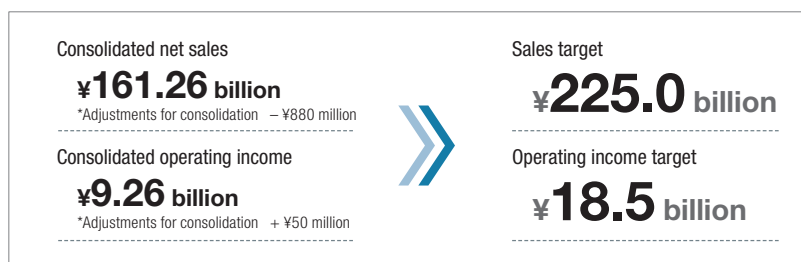 Consolidated net sales
¥161.26 billion
*Adjustments for consolidation – ¥880 million
Consolidated operating income
¥9.26 billion
*Adjustments for consolidation + ¥50 million
Sales target
¥225.0 billion
Operating income target
¥18.5 billion